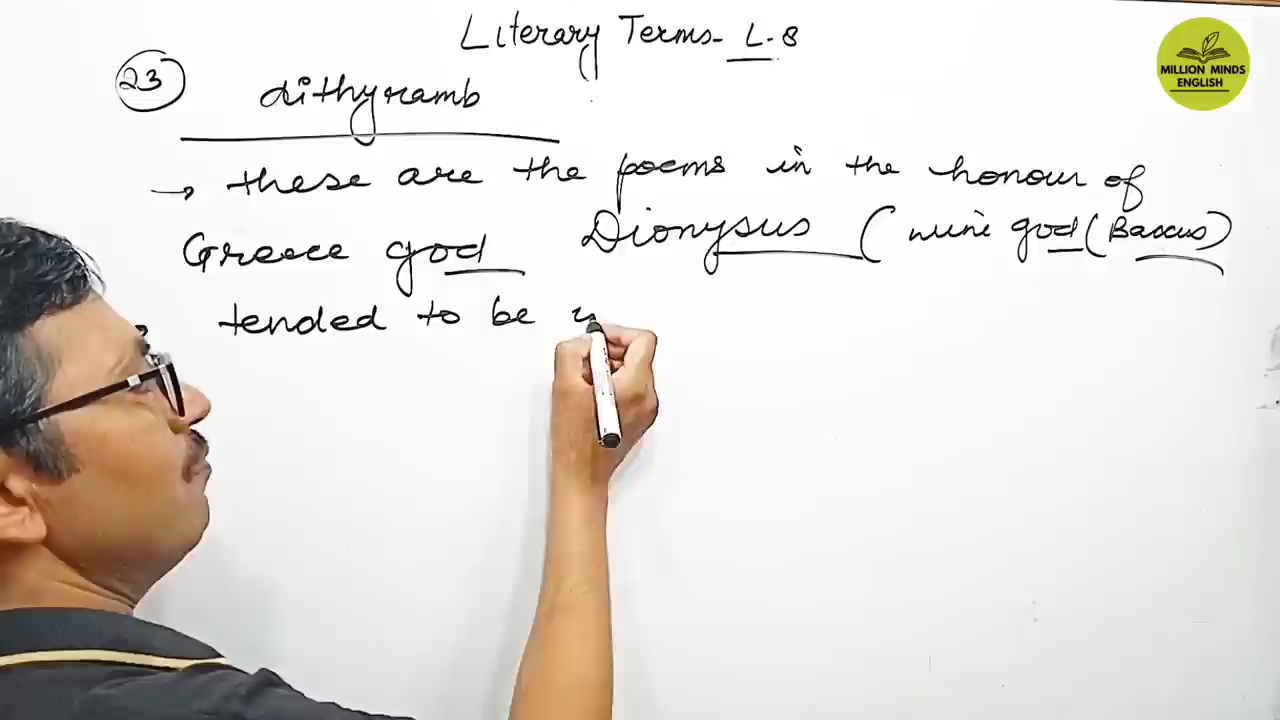 Literary Terms- L-8
MILLION MINDS
ENGLISH
23 dithyramb
→ these are the poems in the honour of
Greece god Dionysus ( wine god (Baccus)
tended to be